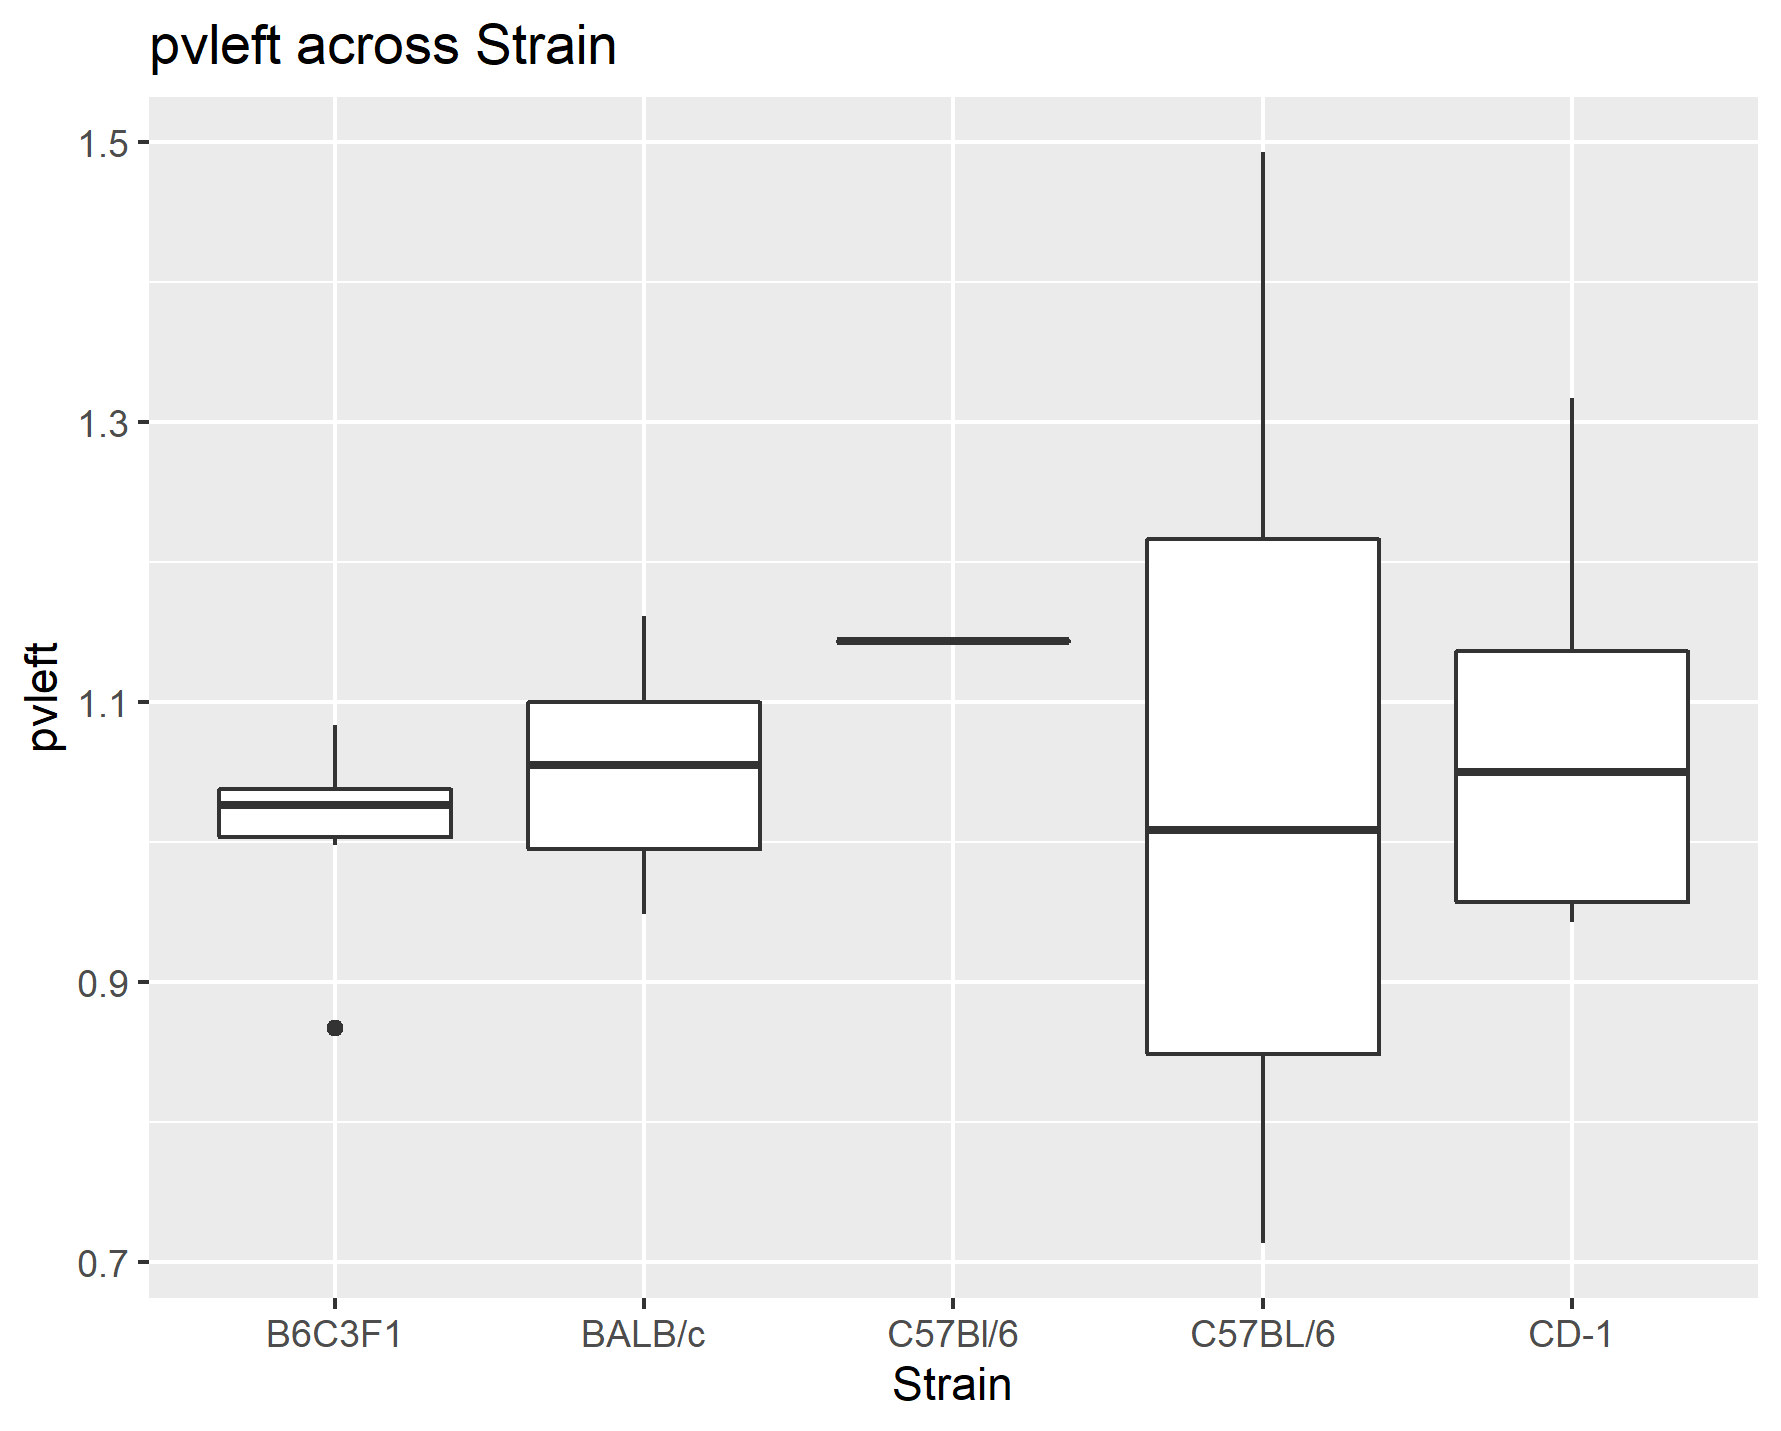 pvleft across Strain
1.5
1.3
1.1
0.9
0.7
pvleft
B6C3F1 BALB/c C57Bl/6 C57BL/6 CD-1
Strain